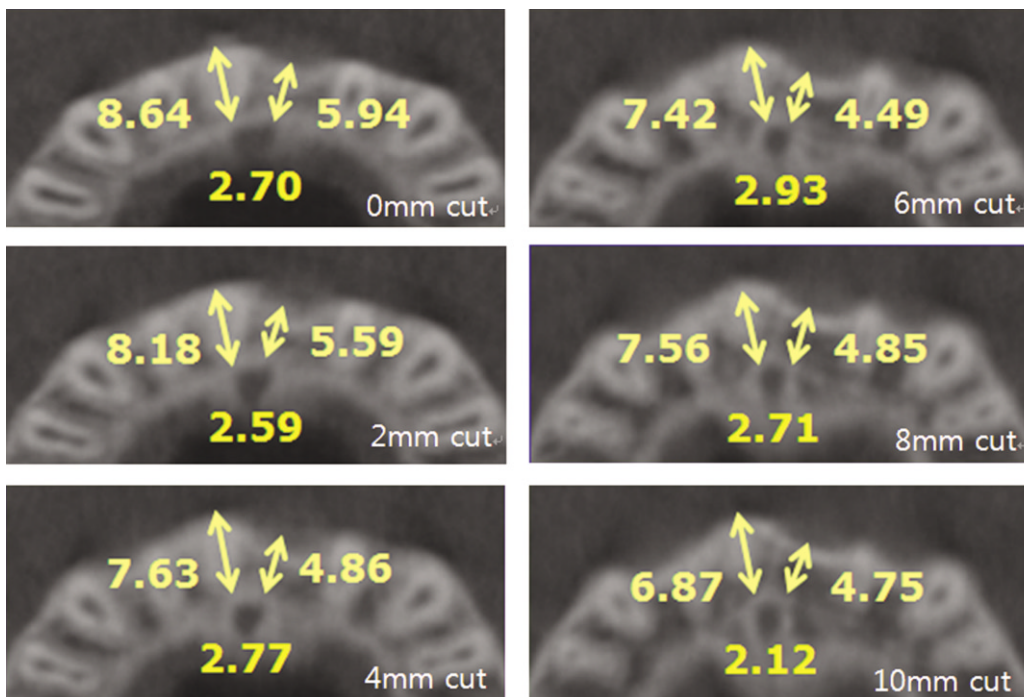 8.64 5.94
2.70
0mm cut
8.18 5.59
2.59
2mm cut
7.63 4.86
2.77
4mm cut
7.42 4.49
2.93
6mm cut
7.56 4.85
2.71
8mm cut
6.87 4.75
2.12
10mm cut